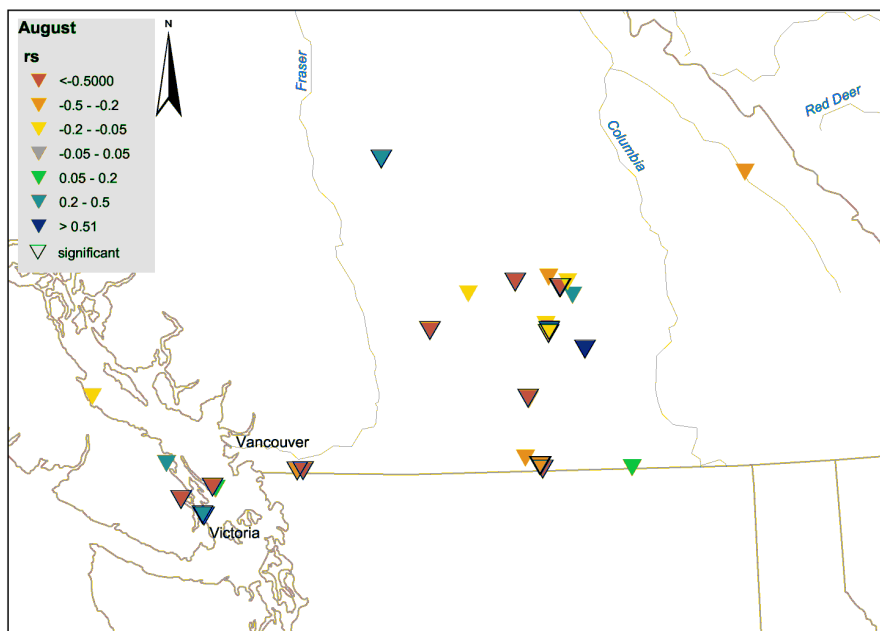 August
N
rs
<-0.5000
-0.5 - -0.2
-0.2 - -0.05
-0.05 - 0.05
0.05 - 0.2
0.2 - 0.5
> 0.51
significant
Fraser
Columbia
Red Deer
Vancouver
Victoria